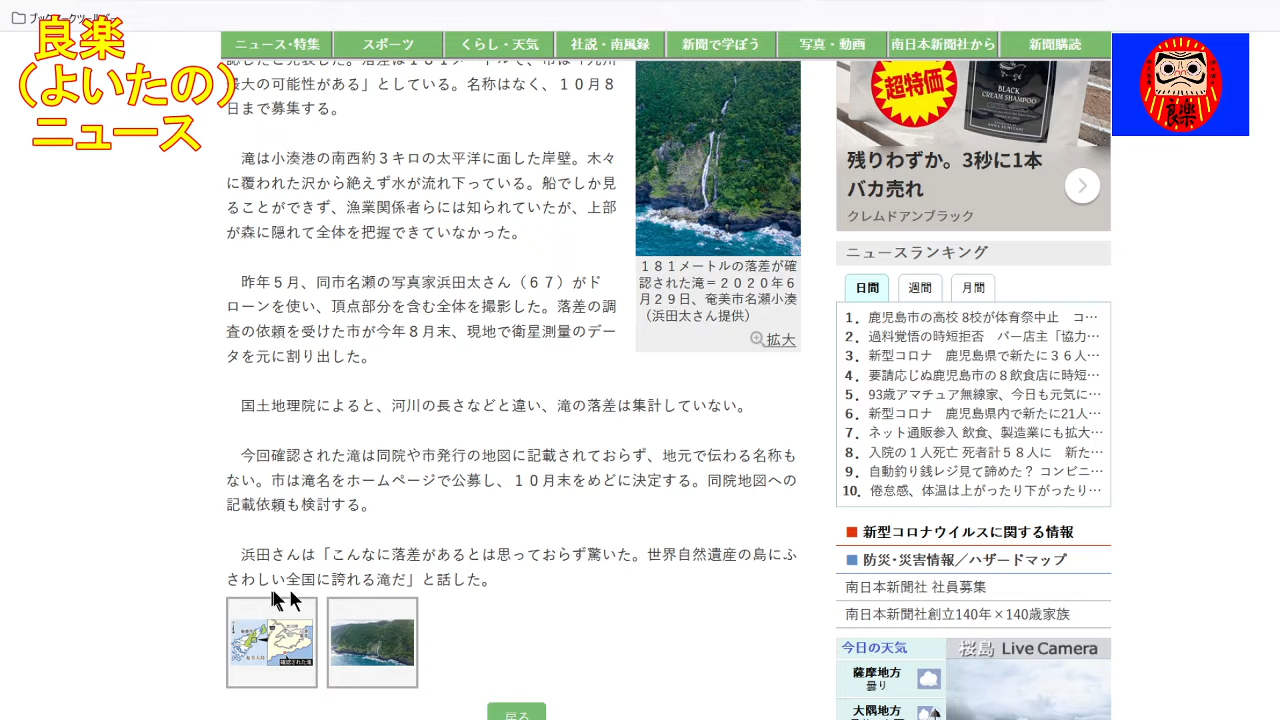 良楽
（よいたの）
ニュース
ニュース・特集
スポーツ
くらし・天気
社説・南風録
新聞で学ぼう
写真・動画
南日本新聞社から
新聞購読
最大の可能性がある」としている。名称はなく、１０月８
日まで募集する。
滝は小湊港の南西約３キロの太平洋に面した岸壁。木々
に覆われた沢から絶えず水が流れ下っている。船でしか見
ることができず、漁業関係者らには知られていたが、上部
が森に隠れて全体を把握できていなかった。
昨年５月、同市名瀬の写真家浜田太さん（６７）がド
ローンを使い、頂点部分を含む全体を撮影した。落差の調
査の依頼を受けた市が今年８月末、現地で衛星測量のデー
タを元に割り出した。
国土地理院によると、河川の長さなどと違い、滝の落差は集計していない。
今回確認された滝は同院や市発行の地図に記載されておらず、地元で伝わる名称も
ない。市は滝名をホームページで公募し、１０月末をめどに決定する。同院地図への
記載依頼も検討する。
浜田さんは「こんなに落差があるとは思っておらず驚いた。世界自然遺産の島にふ
さわしい全国に誇れる滝だ」と話した。
１８１メートルの落差が確
認された滝＝２０２０年６
月２９日、奄美市名瀬小湊
（浜田太さん提供）
拡大
確認された滝
戻る
超特価
BLACK
CREAM SHAMPOO
残りわずか。3秒に1本
バカ売れ
クレムドアンブラック
ニュースランキング
日間
週間
月間
1. 鹿児島市の高校 8校が体育祭中止　コ…
2. 過料覚悟の時短拒否　バー店主「協力…
3. 新型コロナ　鹿児島県で新たに３６人…
4. 要請応じぬ鹿児島市の８飲食店に時短…
5. 93歳アマチュア無線家、今日も元気に…
6. 新型コロナ　鹿児島県内で新たに21人…
7. ネット通販参入 飲食、製造業にも拡大…
8. 入院の１人死亡 死者計５８人に　新た…
9. 自動釣り銭レジ見て諦めた？ コンビニ…
10. 倦怠感、体温は上がったり下がったり…
新型コロナウイルスに関する情報
防災・災害情報／ハザードマップ
南日本新聞社 社員募集
南日本新聞社創立140年×140歳家族
今日の天気
薩摩地方
曇り
大隅地方
桜島 Live Camera
良楽